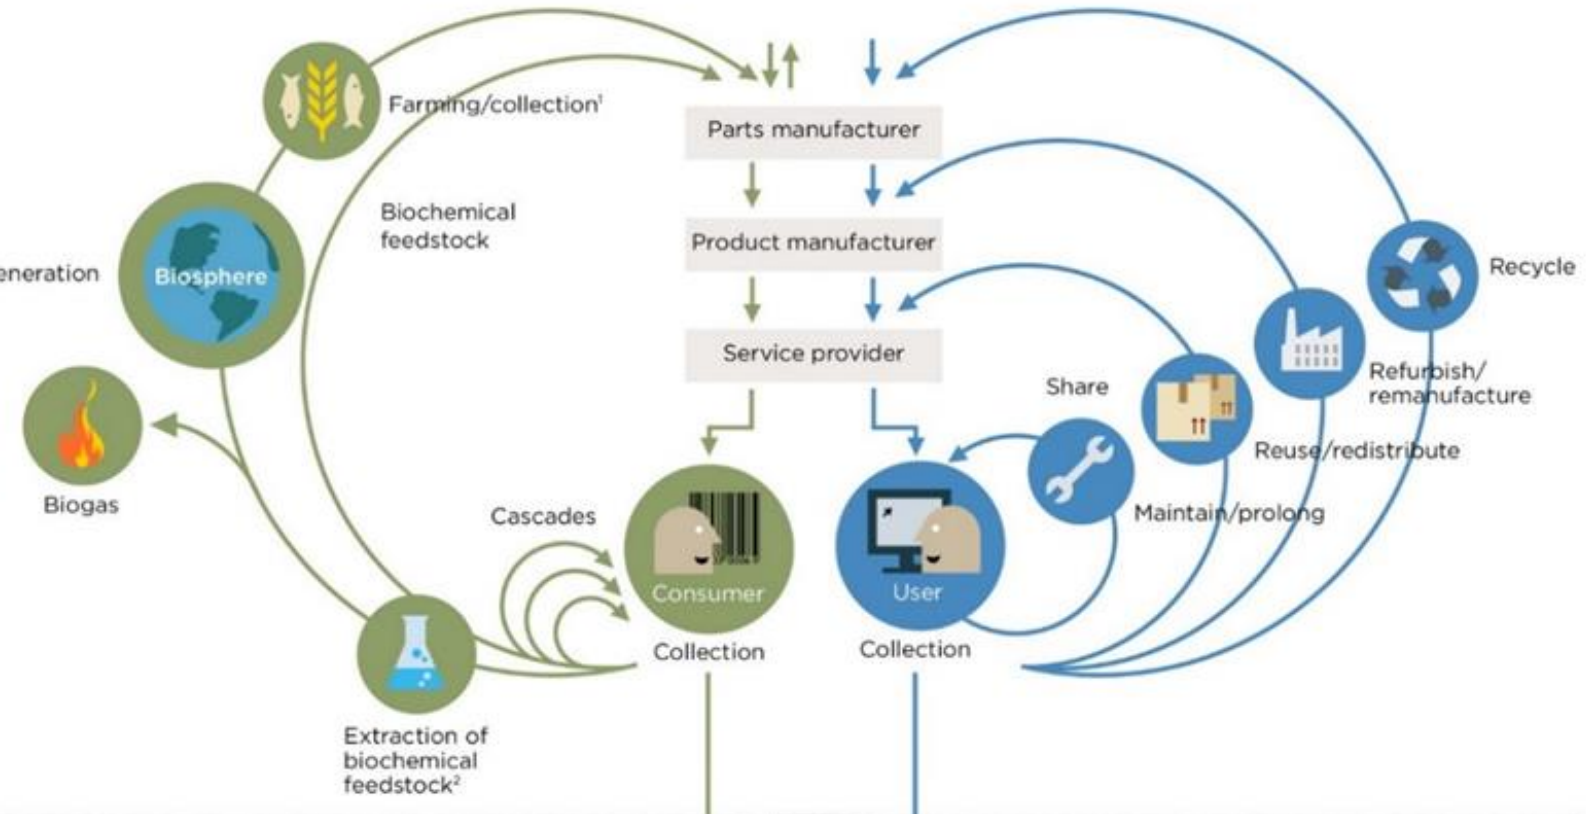 Farming/collection¹
Parts manufacturer
Biochemical
feedstock
Product manufacturer
eneration
Biosphere
Recycle
Service provider
Refurbish/
remanufacture
Share
Reuse/redistribute
Biogas
Cascades
Maintain/prolong
Consumer
User
Collection
Collection
Extraction of
biochemical
feedstock²